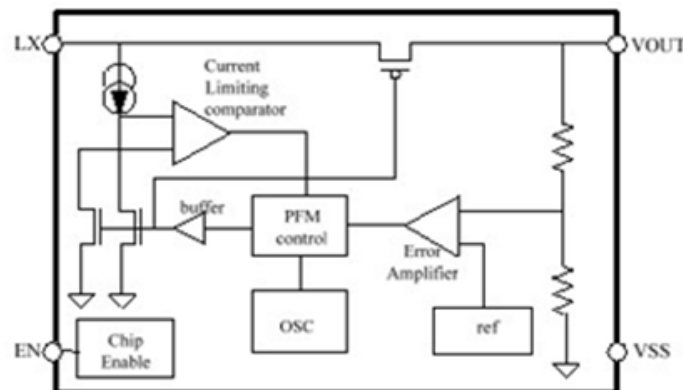 LX
VOUT
Current
Limiting
comparator
buffer
PFM
control
Error
Amplifier
OSC
ref
EN
Chip
Enable
VSS